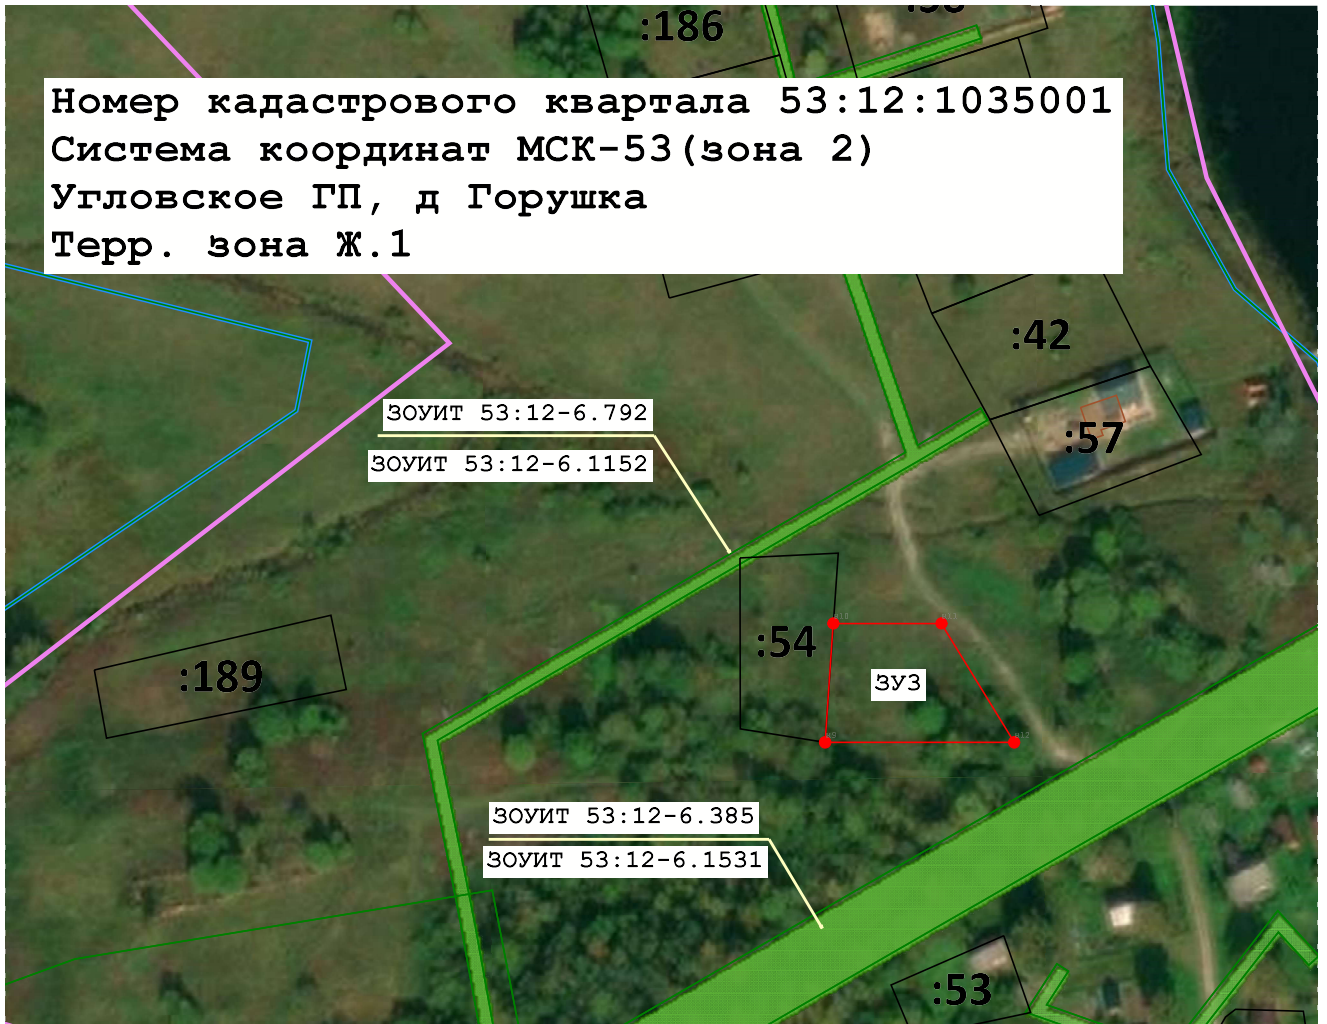 :186
Номер кадастрового квартала 53:12:1035001
Система координат МСК-53(зона 2)
Угловское ГП, д Горушка
Терр. зона Ж.1
:42
ЗОУИТ 53:12-6.792
:57
ЗОУИТ 53:12-6.1152
:54
:189
ЗУ3
ЗОУИТ 53:12-6.385
ЗОУИТ 53:12-6.1531
:53